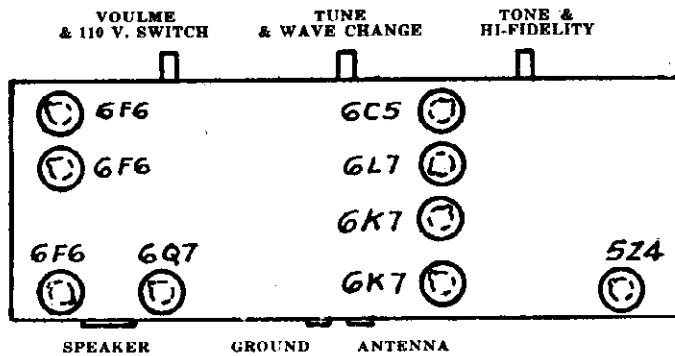 VOULME
& 110 V. SWITCH
TUNE
& WAVE CHANGE
TONE &
HI-FIDELITY
6F6
6C5
6F6
6L7
6K7
6F6
6Q7
6K7
5Z4
SPEAKER
GROUND
ANTENNA